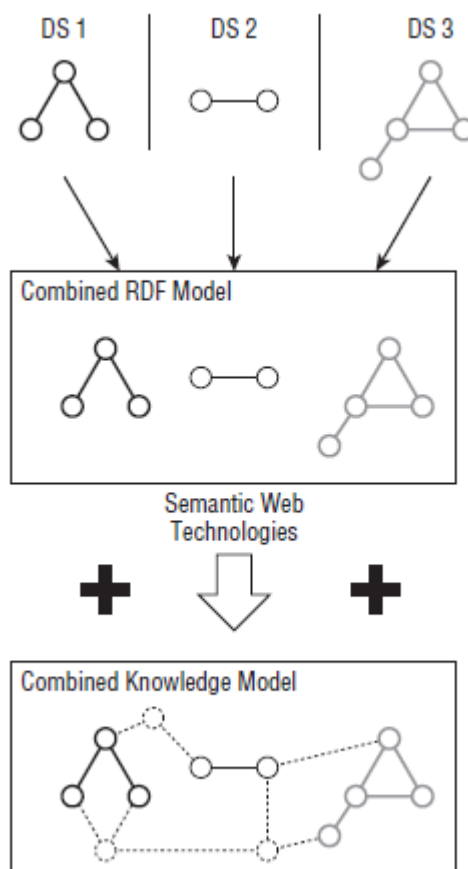 DS 1
DS 2
DS 3
Combined RDF Model
Semantic Web
Technologies
Combined Knowledge Model